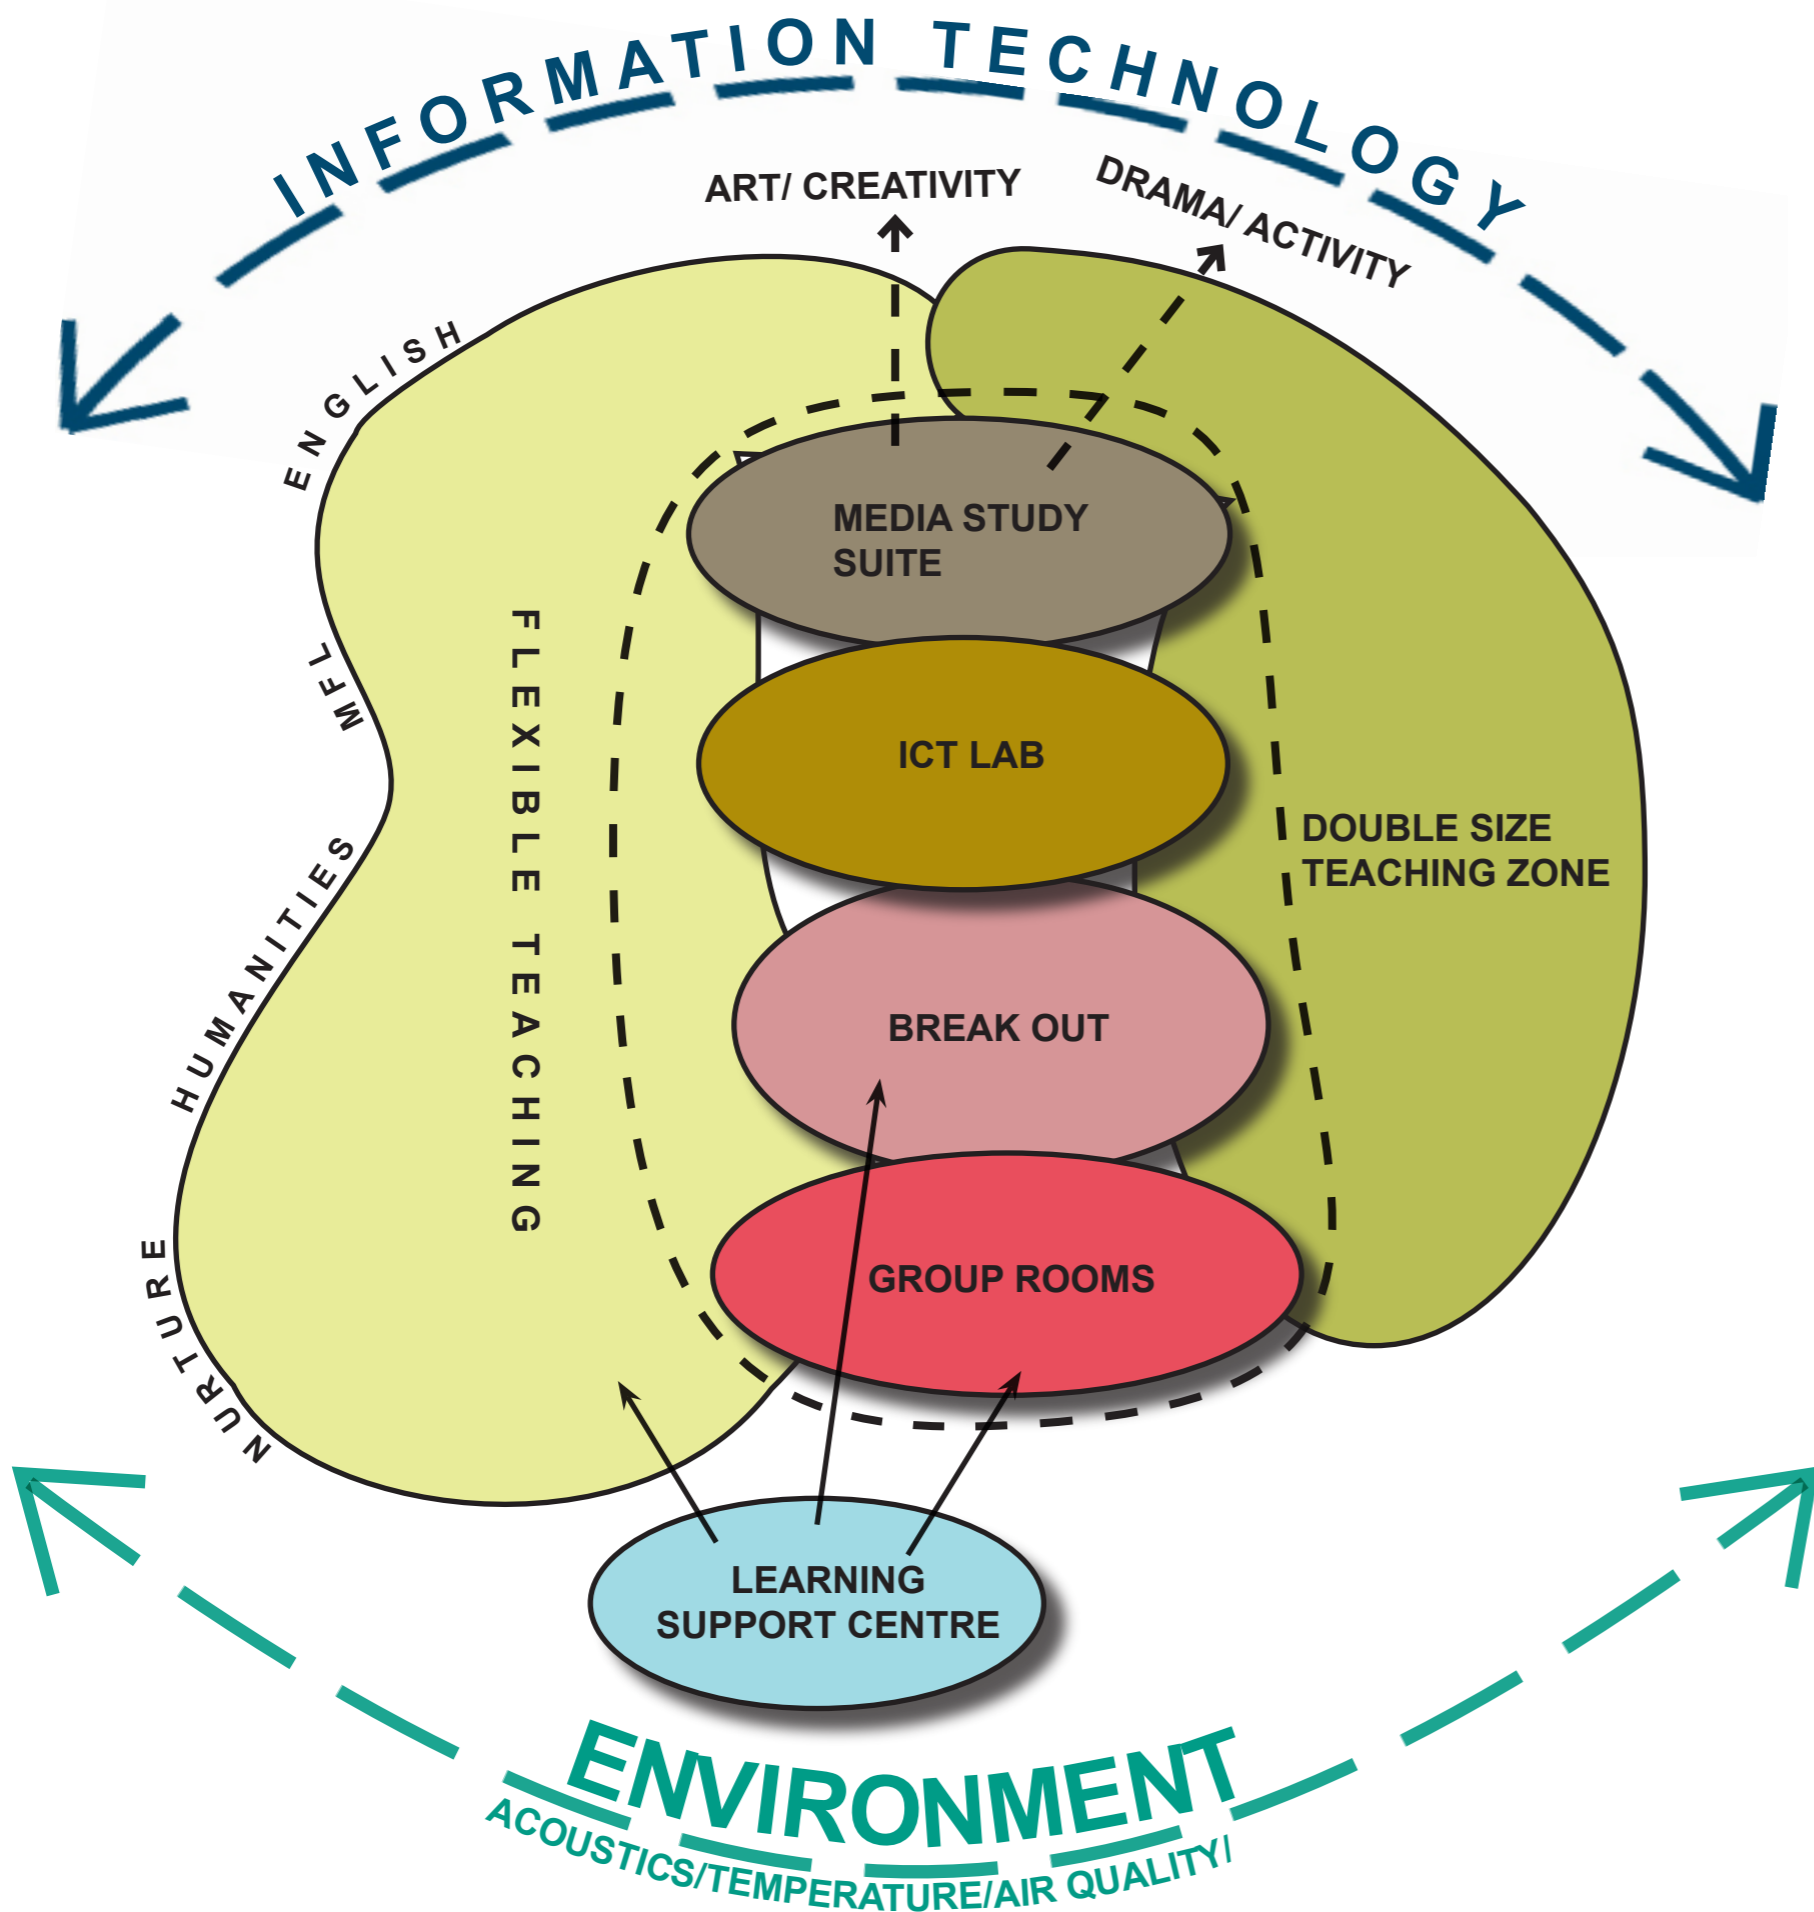 INFORMATION TECHNOLOGY
ART/ CREATIVITY
DRAMA/ ACTIVITY
ENGLISH
MFL
HUMANITIES
NURTURE
FLEXIBLE TEACHING
MEDIA STUDY
SUITE
ICT LAB
DOUBLE SIZE
TEACHING ZONE
BREAK OUT
GROUP ROOMS
LEARNING
SUPPORT CENTRE
ENVIRONMENT
ACOUSTICS/TEMPERATURE/AIR QUALITY/